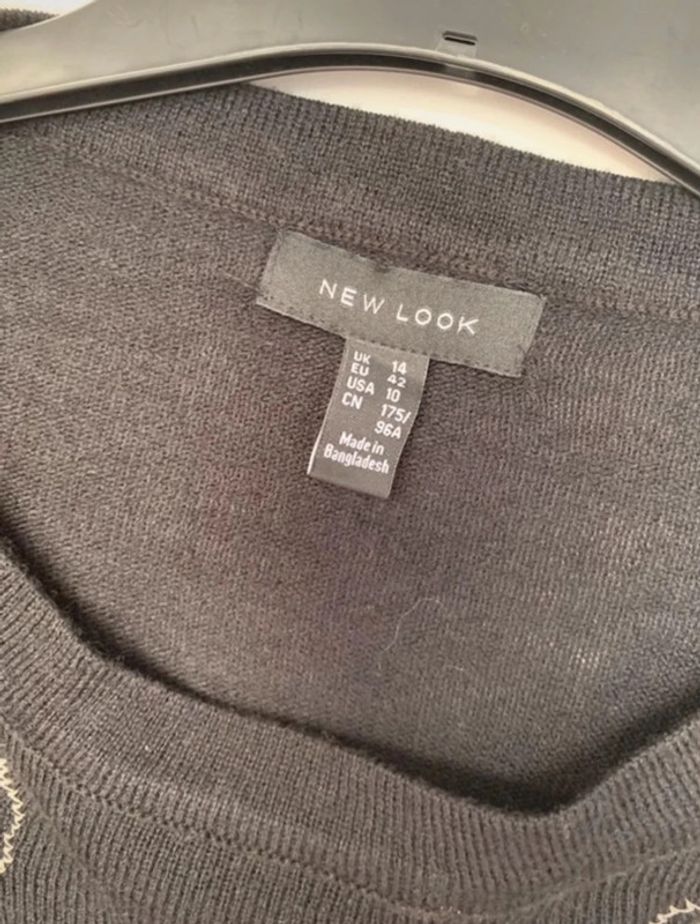 NEW LOOK
UK 14
EU 42
USA 10
CN 175/
96A
Made in
Bangladesh